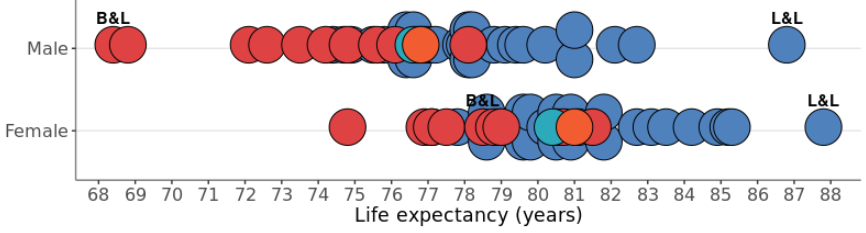 B&L L&L
Male
B&L L&L
Female
68 69 70 71 72 73 74 75 76 77 78 79 80 81 82 83 84 85 86 87 88
Life expectancy (years)